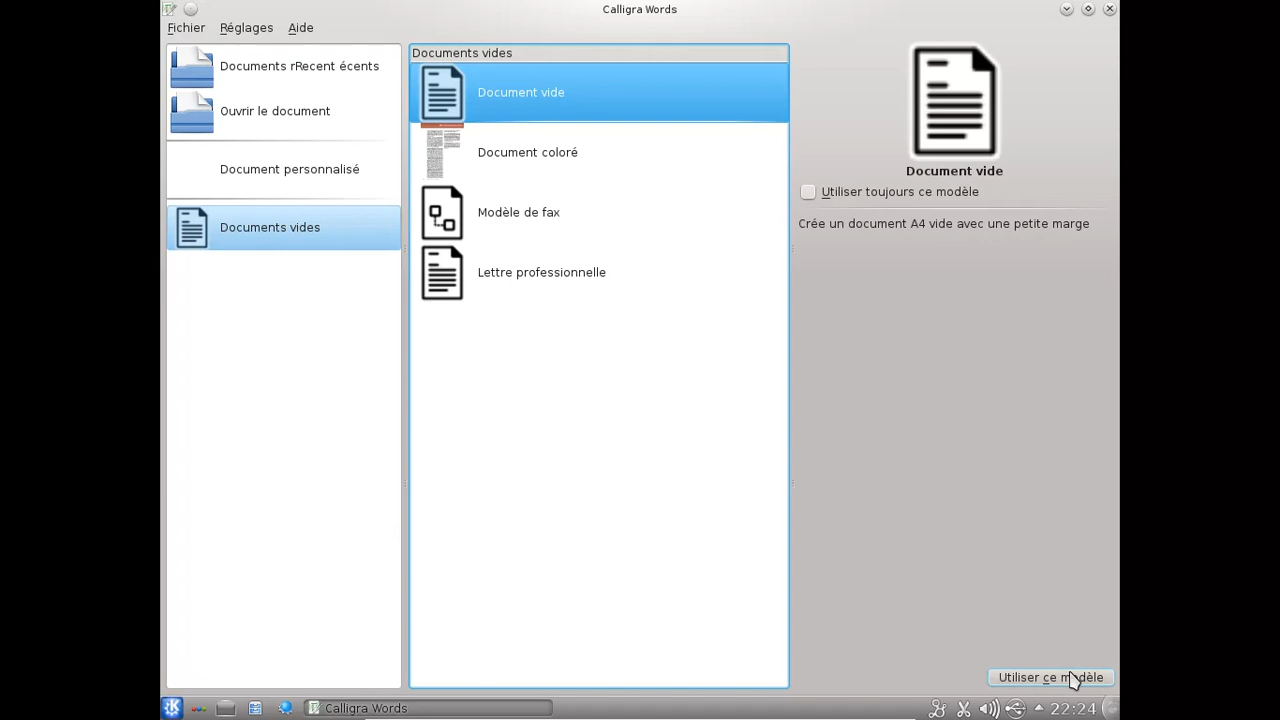 Calligra Words
Fichier Réglages Aide
Documents rRecent écents
Ouvrir le document
Document personnalisé
Documents vides
Documents vides
Document vide
Document coloré
Modèle de fax
Lettre professionnelle
Document vide
Utiliser toujours ce modèle
Crée un document A4 vide avec une petite marge
Utiliser ce modèle
Calligra Words
22:24